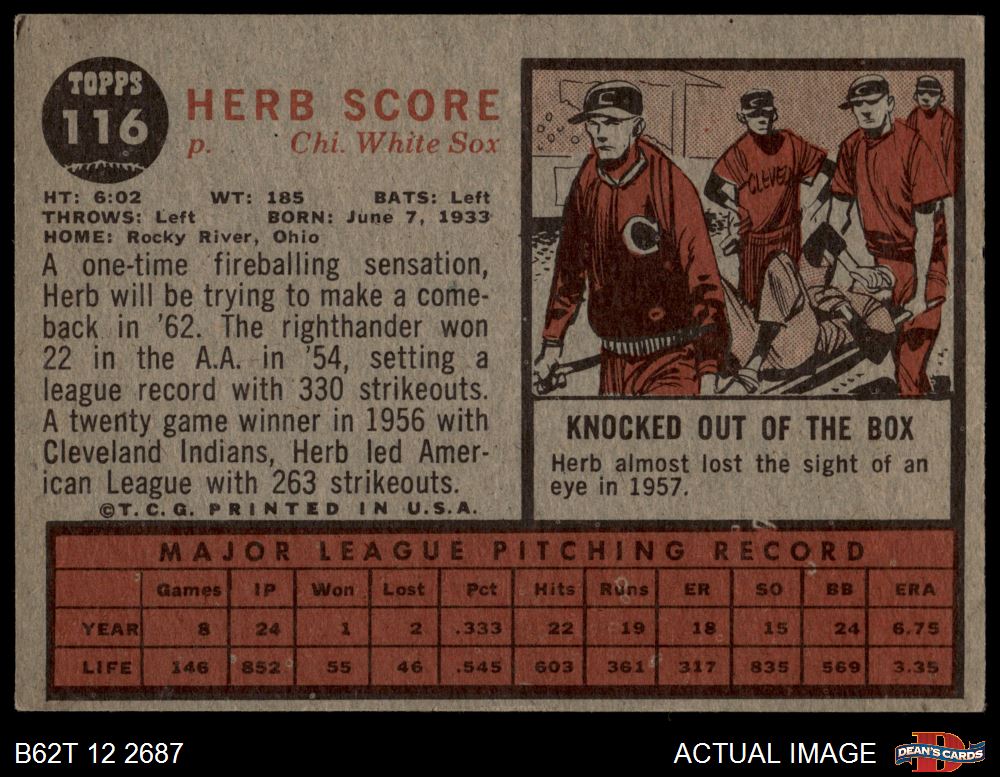 TOPPS
116
HERB SCORE
p. Chi. White Sox
HT: 6:02 WT: 185 BATS: Left
THROWS: Left BORN: June 7, 1933
HOME: Rocky River, Ohio
A one-time fireballing sensation,
Herb will be trying to make a come-
back in '62. The righthander won
22 in the A.A. in '54, setting a
league record with 330 strikeouts.
A twenty game winner in 1956 with
Cleveland Indians, Herb led Amer-
ican League with 263 strikeouts.
©T.C.G. PRINTED IN U.S.A.
C
C
CLEVEL
C
KNOCKED OUT OF THE BOX
Herb almost lost the sight of an
eye in 1957.
MAJOR LEAGUE PITCHING RECORD
Games IP Won Lost Pct Hits Runs ER SO BB ERA
YEAR 8 24 1 2 .333 22 19 18 15 24 6.75
LIFE 146 852 55 46 .545 603 361 317 835 569 3.35
B62T 12 2687
ACTUAL IMAGE
DEAN'S CARDS